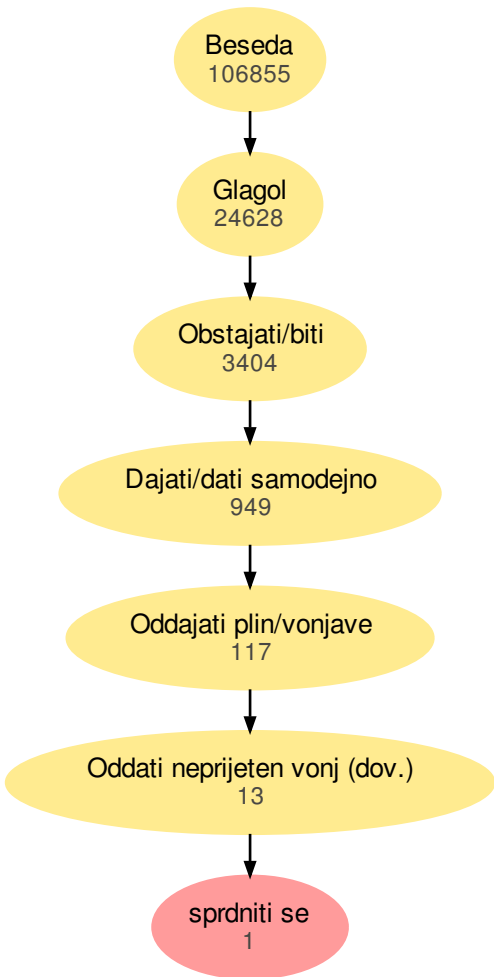 Beseda
106855
Glagol
24628
Obstajati/biti
3404
Dajati/dati samodejno
949
Oddajati plin/vonjave
117
Oddati neprijeten vonj (dov.)
13
sprdniti se
1